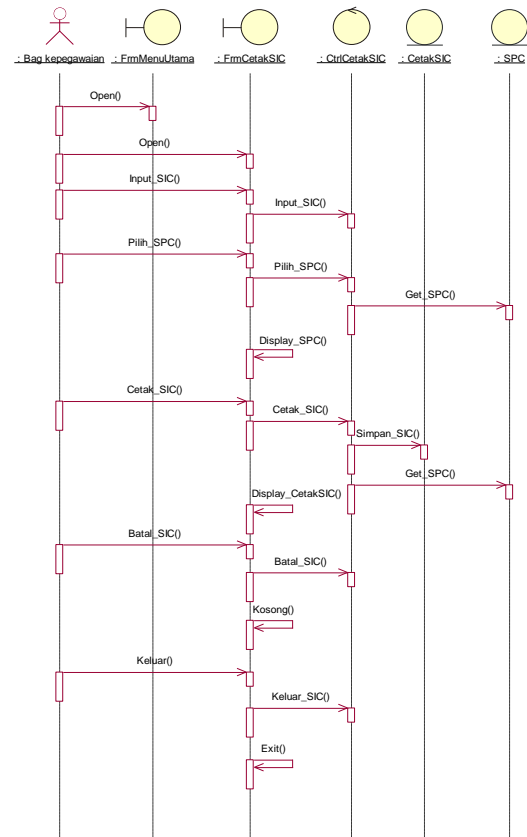 : Bag kepegawaian
: FrmMenuUtama
: FrmCetakSIC
: CtrlCetakSIC
: CetakSIC
: SPC
Open()
Open()
Input_SIC()
Input_SIC()
Pilih_SPC()
Pilih_SPC()
Get_SPC()
Display_SPC()
Cetak_SIC()
Cetak_SIC()
Simpan_SIC()
Get_SPC()
Display_CetakSIC()
Batal_SIC()
Batal_SIC()
Kosong()
Keluar()
Keluar_SIC()
Exit()